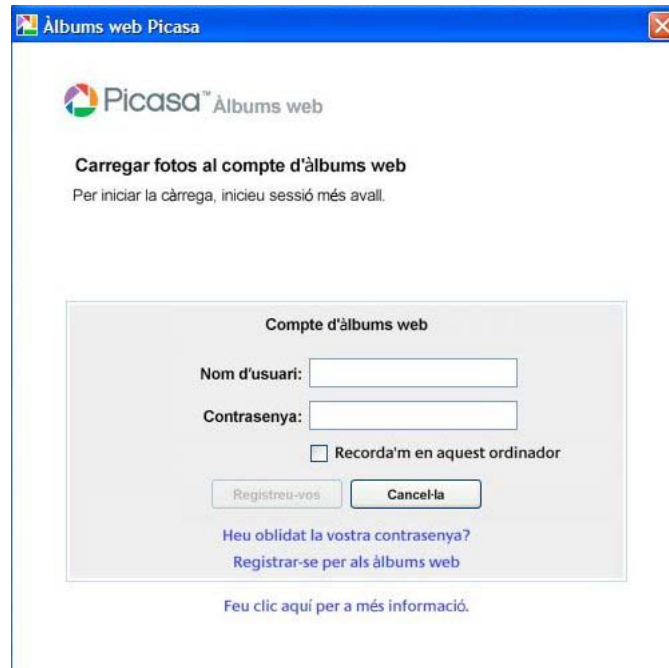 Àlbums web Picasa
Picasa™ Àlbums web
Carregar fotos al compte d'àlbums web
Per iniciar la càrrega, inicieu sessió més avall.
Compte d'àlbums web
Nom d'usuari:
Contrasenya:
Recorda'm en aquest ordinador
Registreu-vos Cancel·la
Heu oblidat la vostra contrasenya?
Registrar-se per als àlbums web
Feu clic aquí per a més informació.